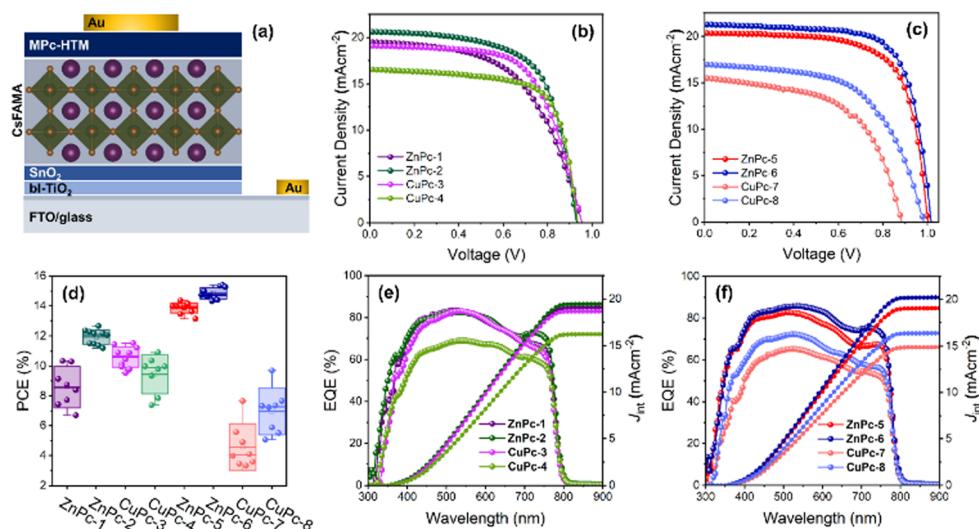 Au
(a)
MPc-HTM
CsFAMA
SnO₂
bl-TiO₂
Au
FTO/glass
(b)
Current Density (mAcm⁻²)
20
15
10
5
0
ZnPc-1
ZnPc-2
CuPc-3
CuPc-4
0.0 0.2 0.4 0.6 0.8 1.0
Voltage (V)
(c)
Current Density (mAcm⁻²)
20
15
10
5
0
ZnPc-5
ZnPc-6
CuPc-7
CuPc-8
0.0 0.2 0.4 0.6 0.8 1.0
Voltage (V)
(d)
PCE (%)
16
14
12
10
8
6
4
2
ZnPc-1
ZnPc-2
CuPc-3
CuPc-4
ZnPc-5
ZnPc-6
CuPc-7
CuPc-8
(e)
EQE (%)
100
80
60
40
20
0
20
15
10
5
0
Jint (mAcm⁻²)
ZnPc-1
ZnPc-2
CuPc-3
CuPc-4
300 400 500 600 700 800 900
Wavelength (nm)
(f)
EQE (%)
100
80
60
40
20
0
20
15
10
5
0
Jint (mAcm⁻²)
ZnPc-5
ZnPc-6
CuPc-7
CuPc-8
300 400 500 600 700 800 900
Wavelength (nm)